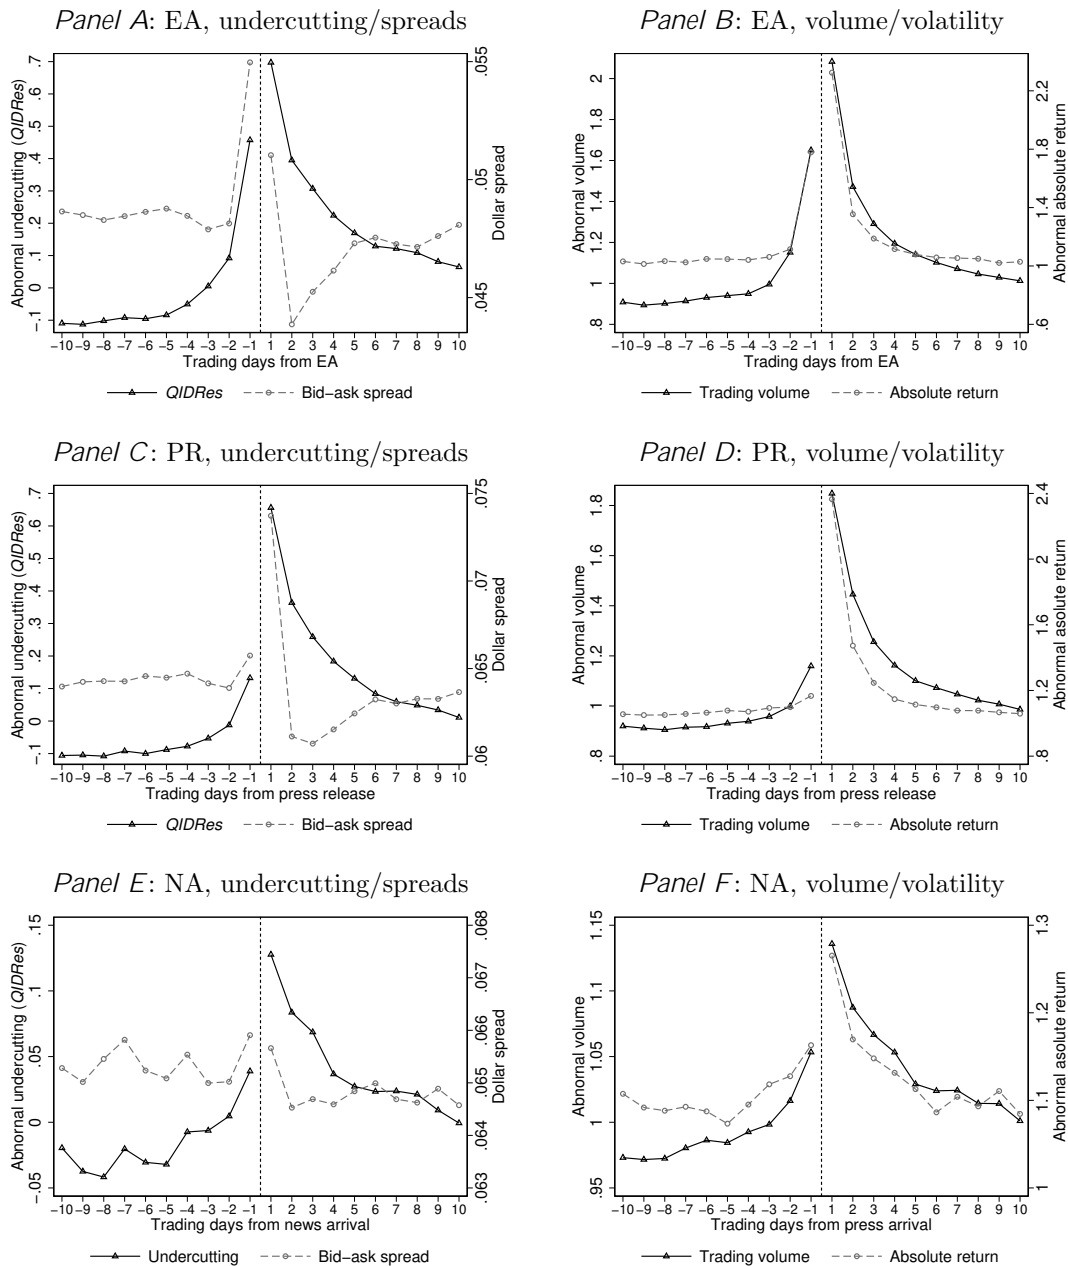 Panel A: EA, undercutting/spreads
Abnormal undercutting (QIDRes)
-.1 0 .1 .2 .3 .4 .5 .6 .7
.045 .05 .055
Dollar spread
-10 -9 -8 -7 -6 -5 -4 -3 -2 -1 1 2 3 4 5 6 7 8 9 10
Trading days from EA
QIDRes Bid-ask spread
Panel B: EA, volume/volatility
Abnormal volume
.8 1 1.2 1.4 1.6 1.8 2
.6 1 1.4 1.8 2.2
Abnormal absolute return
-10 -9 -8 -7 -6 -5 -4 -3 -2 -1 1 2 3 4 5 6 7 8 9 10
Trading days from EA
Trading volume Absolute return
Panel C: PR, undercutting/spreads
Abnormal undercutting (QIDRes)
-.1 0 .1 .2 .3 .4 .5 .6 .7
.06 .065 .07 .075
Dollar spread
-10 -9 -8 -7 -6 -5 -4 -3 -2 -1 1 2 3 4 5 6 7 8 9 10
Trading days from press release
QIDRes Bid-ask spread
Panel D: PR, volume/volatility
Abnormal volume
.8 1 1.2 1.4 1.6 1.8
.8 1.2 1.6 2 2.4
Abnormal asolute return
-10 -9 -8 -7 -6 -5 -4 -3 -2 -1 1 2 3 4 5 6 7 8 9 10
Trading days from press release
Trading volume Absolute return
Panel E: NA, undercutting/spreads
Abnormal undercutting (QIDRes)
-.05 0 .05 .1 .15
.063 .064 .065 .066 .067 .068
Dollar spread
-10 -9 -8 -7 -6 -5 -4 -3 -2 -1 1 2 3 4 5 6 7 8 9 10
Trading days from news arrival
Undercutting Bid-ask spread
Panel F: NA, volume/volatility
Abnormal volume
.95 1 1.05 1.1 1.15
1 1.1 1.2 1.3
Abnormal asolute return
-10 -9 -8 -7 -6 -5 -4 -3 -2 -1 1 2 3 4 5 6 7 8 9 10
Trading days from press arrival
Trading volume Absolute return